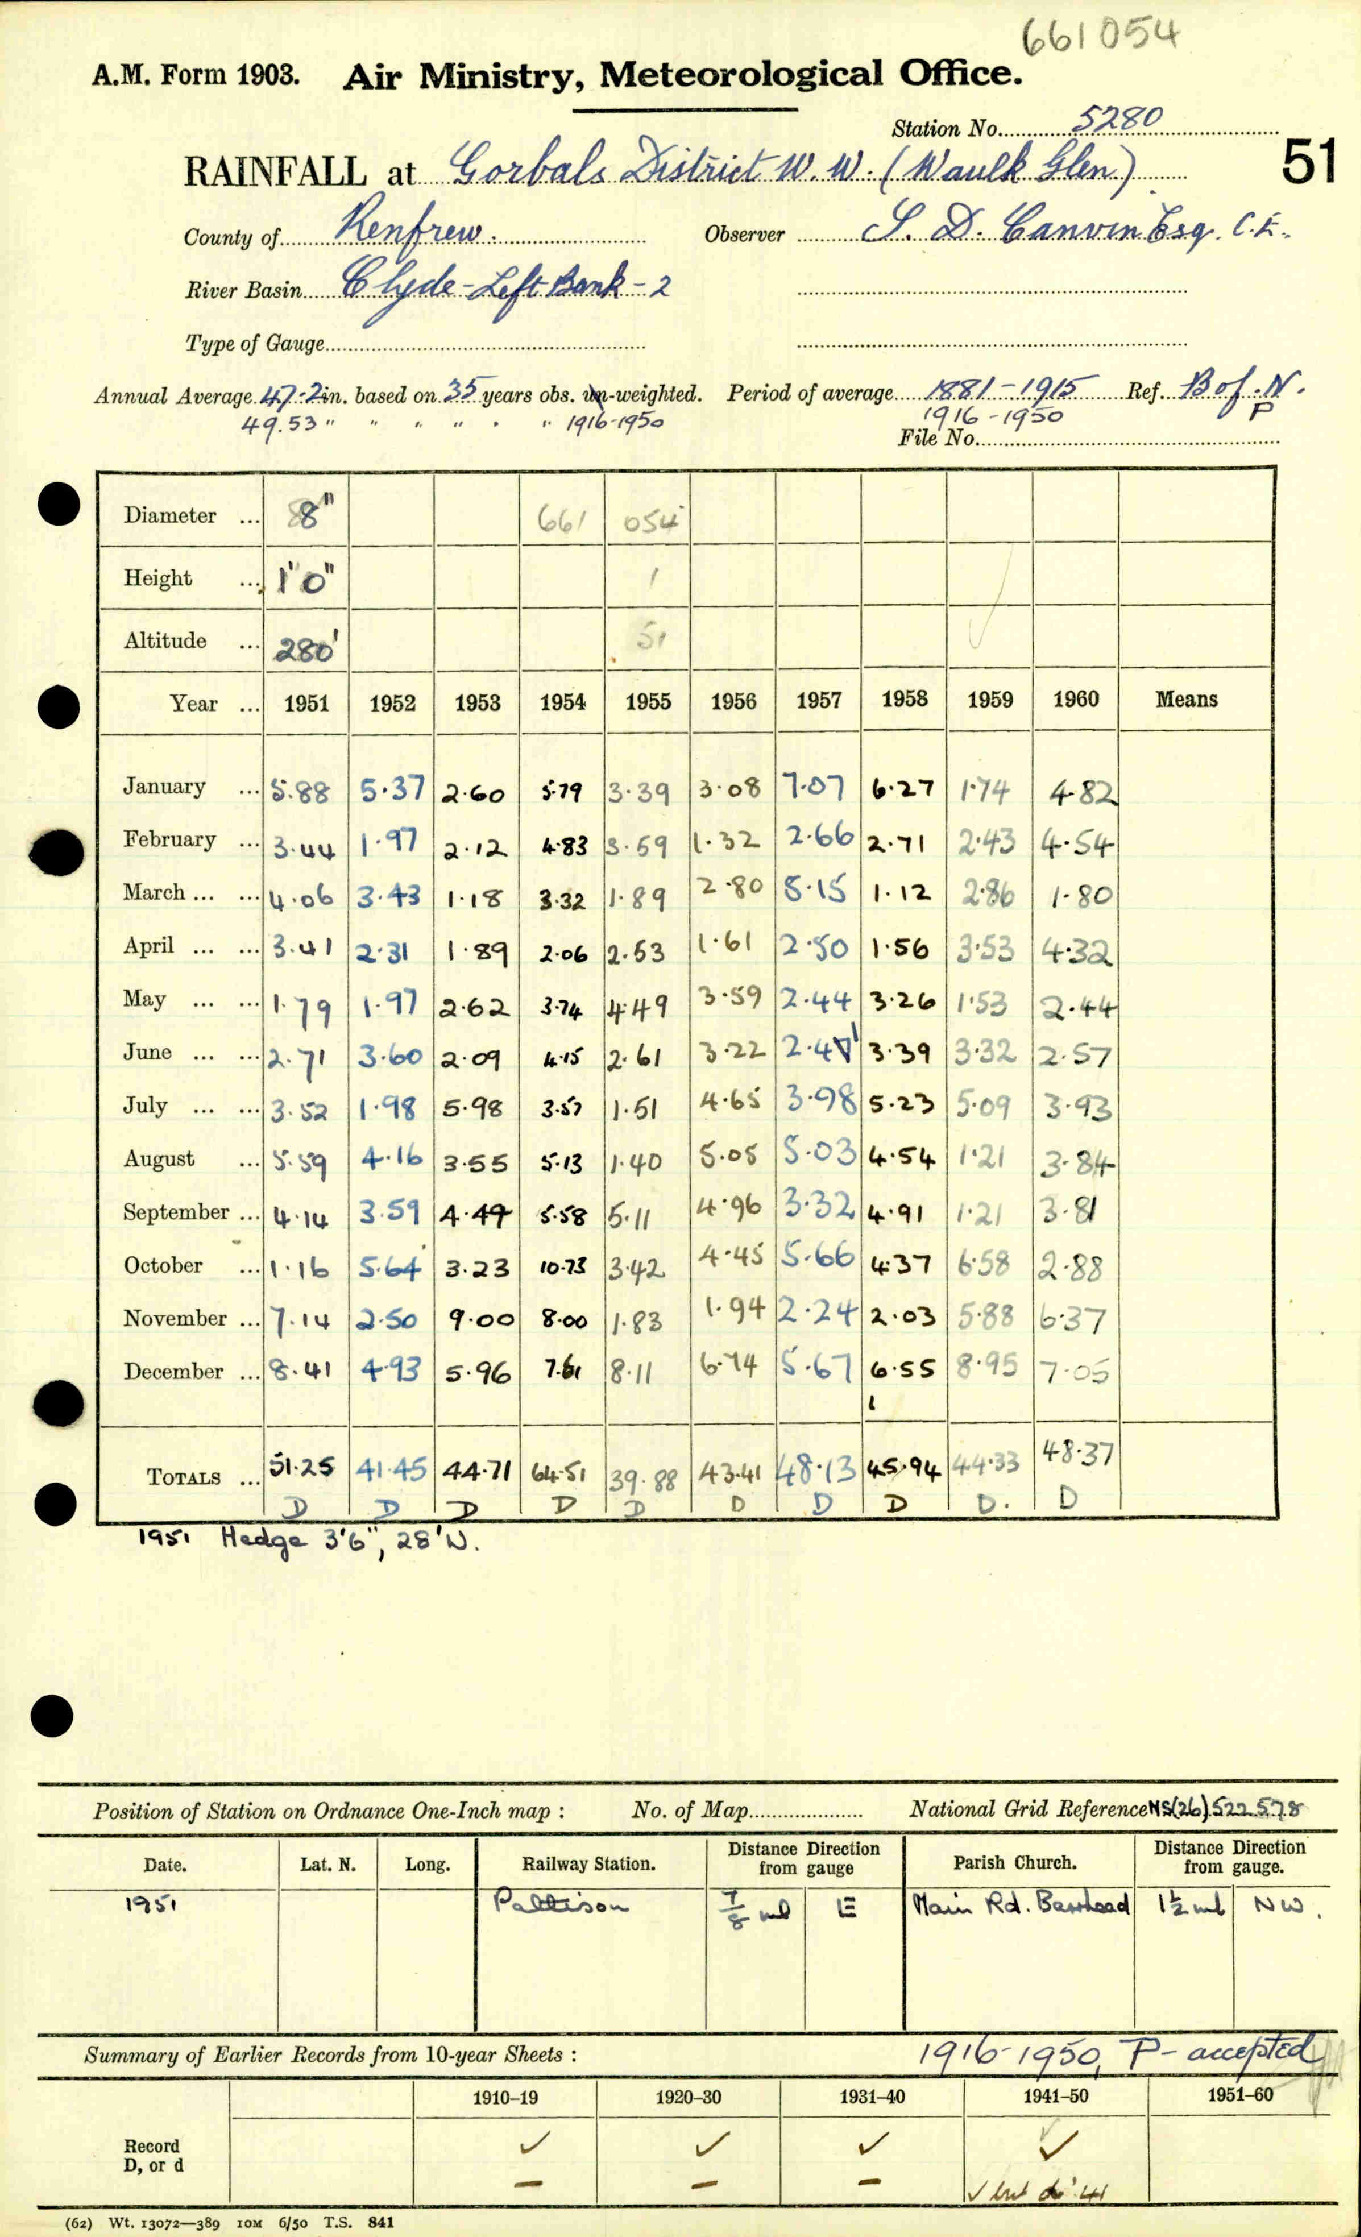 661054
A.M. Form 1903. Air Ministry, Meteorological Office.
Station No. 5280
51
RAINFALL at Gorbals District W. W. (Waulk Glen)
County of Renfrew. Observer S. D. Canvin Esq. C.E.
River Basin Clyde - Left Bank - 2
Type of Gauge
Annual Average 47.2 in. based on 35 years obs. un-weighted. Period of average 1881-1915 Ref. B of N.
49.53 " " " " " " 1916-1950 1916-1950 P
File No.
Diameter ... 8" 661 054
Height ... 1'0" 1
Altitude ... 280' 51
Year ... 1951 1952 1953 1954 1955 1956 1957 1958 1959 1960 Means
January ... 5.88 5.37 2.60 5.79 3.39 3.08 7.07 6.27 1.74 4.82
February ... 3.44 1.97 2.12 4.83 3.59 1.32 2.66 2.71 2.43 4.54
March ... ... 4.06 3.43 1.18 3.32 1.89 2.80 5.15 1.12 2.86 1.80
April ... ... 3.41 2.31 1.89 2.06 2.53 1.61 2.50 1.56 3.53 4.32
May ... ... 1.79 1.97 2.62 3.74 4.49 3.59 2.44 3.26 1.53 2.44
June ... ... 2.71 3.60 2.09 4.15 2.61 3.22 2.41 3.39 3.32 2.57
July ... ... 3.52 1.98 5.98 3.57 1.51 4.65 3.98 5.23 5.09 3.93
August ... 5.59 4.16 3.55 5.13 1.40 5.05 5.03 4.54 1.21 3.84
September ... 4.14 3.59 4.49 5.58 5.11 4.96 3.32 4.91 1.21 3.81
October ... 1.16 5.64 3.23 10.73 3.42 4.45 5.66 4.37 6.58 2.88
November ... 7.14 2.50 9.00 8.00 1.83 1.94 2.24 2.03 5.88 6.37
December ... 8.41 4.93 5.96 7.61 8.11 6.74 5.67 6.55 8.95 7.05
1
TOTALS ... 51.25 41.45 44.71 64.51 39.88 43.41 48.13 45.94 44.33 48.37
D D D D D D D D D. D
1951 Hedge 3'6", 28'W.
Position of Station on Ordnance One-Inch map : No. of Map National Grid Reference NS(26) 522 578
Date. Lat. N. Long. Railway Station. Distance from gauge Direction Parish Church. Distance from gauge. Direction
1951 Pattison 7/8 ml E Main Rd. Barrhead 1½ ml NW.
Summary of Earlier Records from 10-year Sheets : 1916-1950, P - accepted
1910–19 1920–30 1931–40 1941–50 1951–60
Record ✓ ✓ ✓ ✓
D, or d – – –
(62) Wt. 13072—389 10M 6/50 T.S. 841